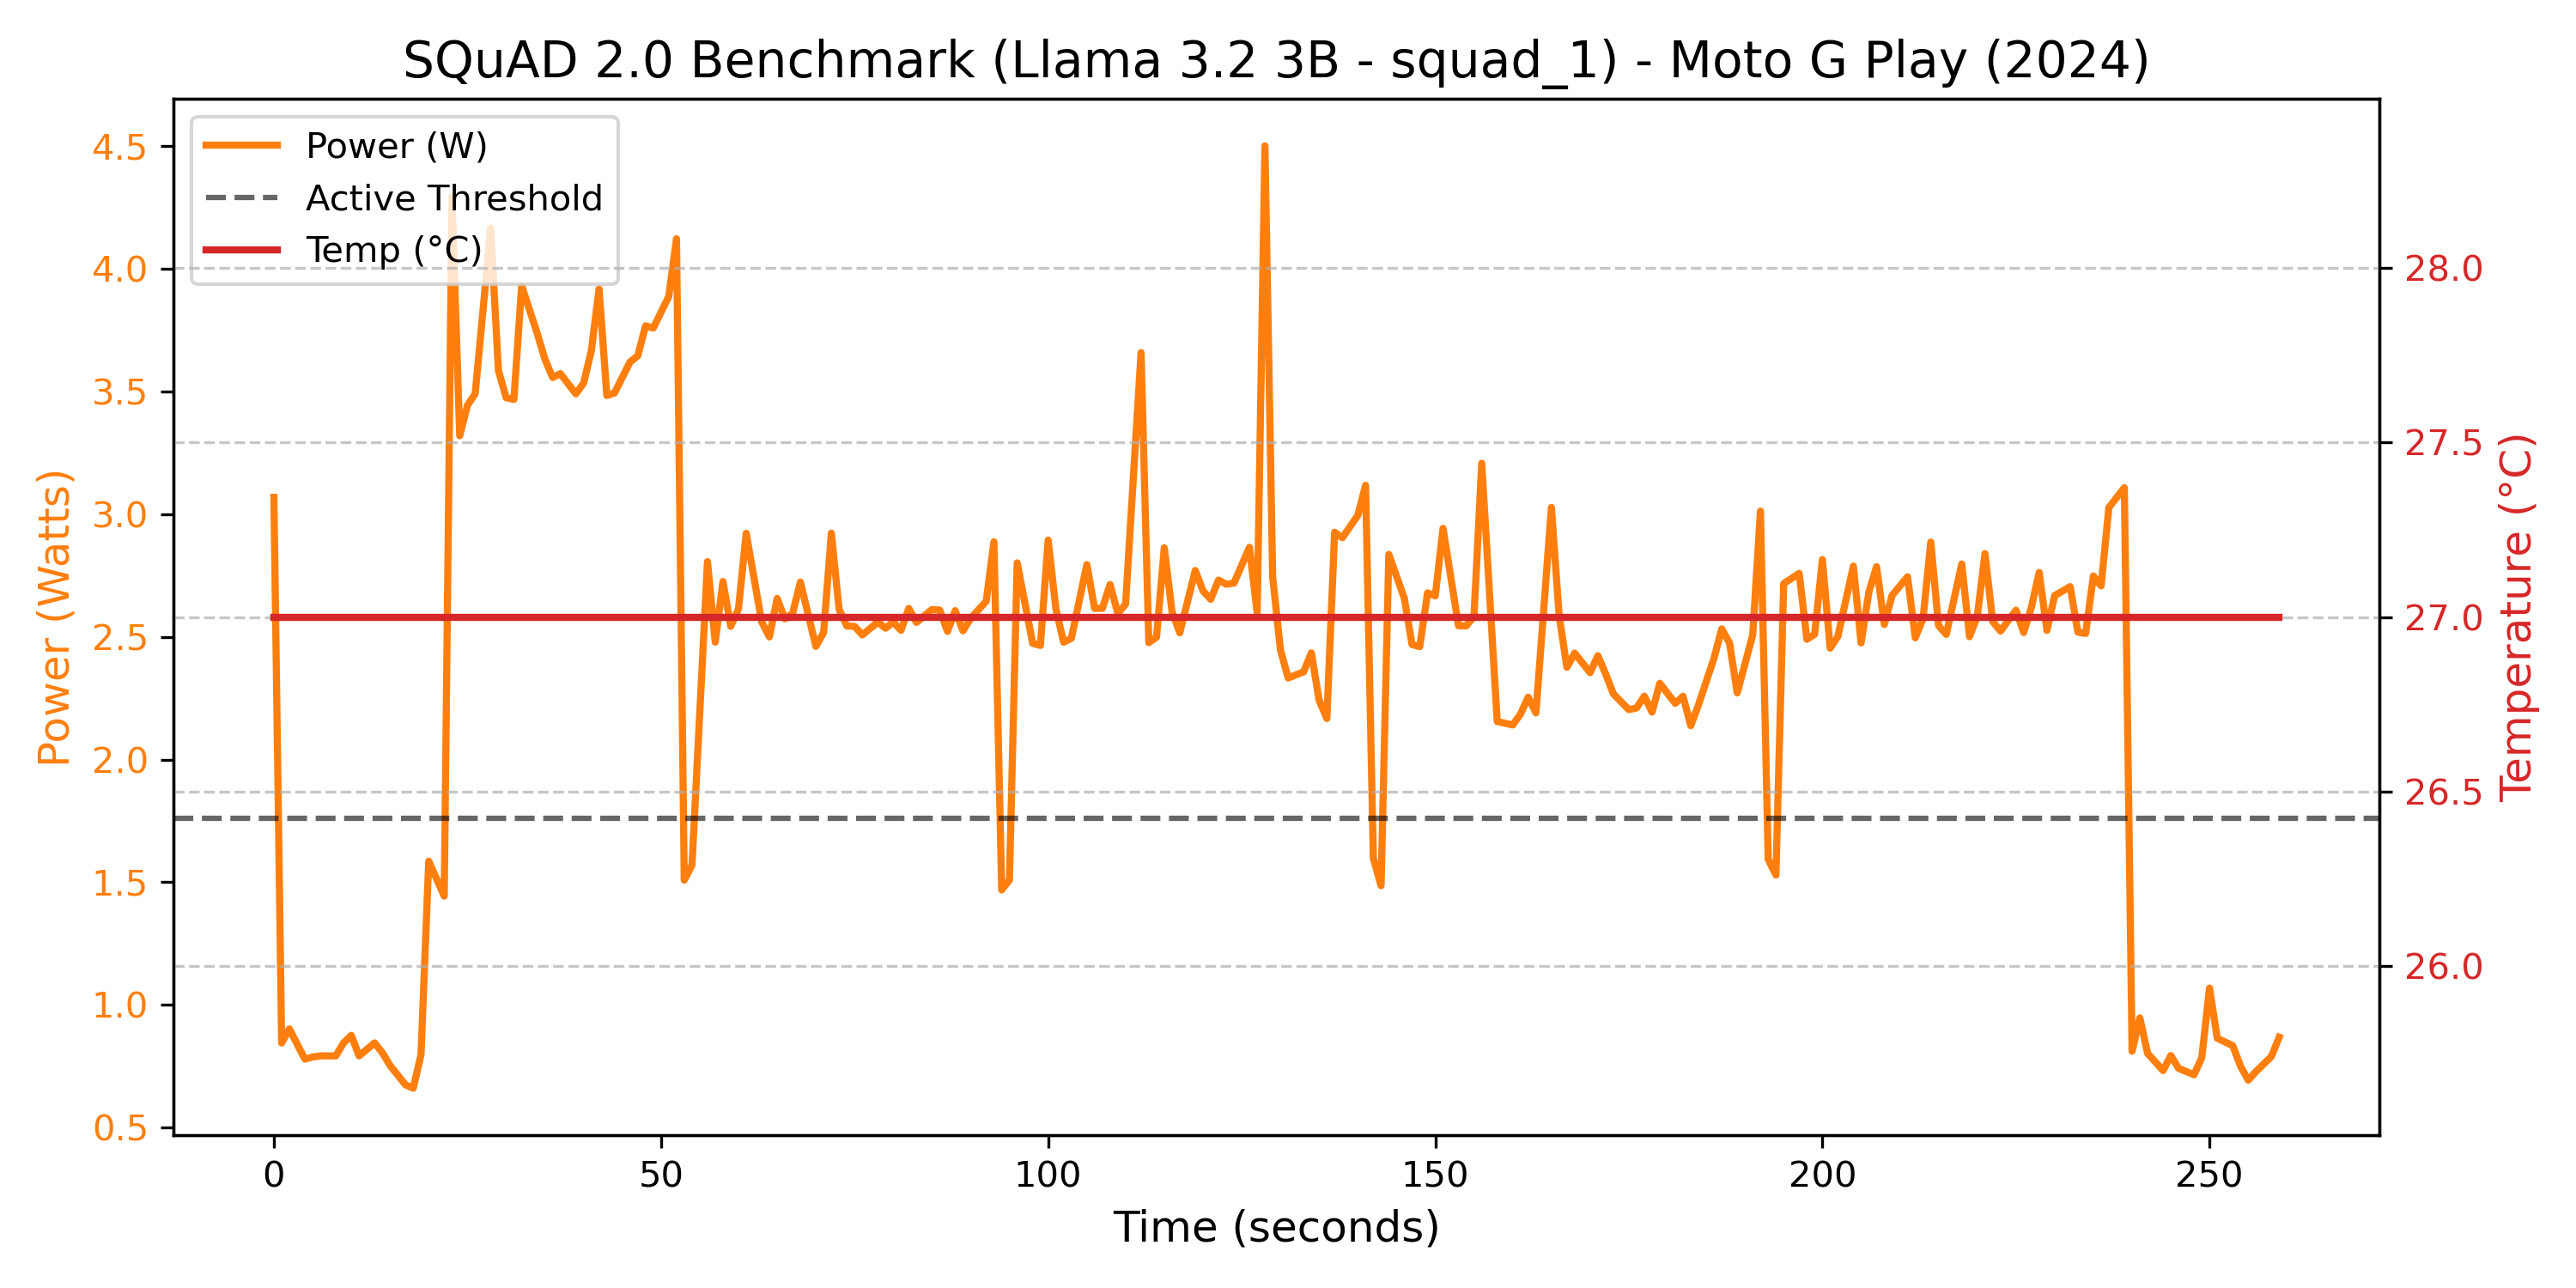 SQuAD 2.0 Benchmark (Llama 3.2 3B - squad_1) - Moto G Play (2024)
Power (W)
Active Threshold
Temp (°C)
Power (Watts)
4.5
4.0
3.5
3.0
2.5
2.0
1.5
1.0
0.5
28.0
27.5
27.0
26.5
26.0
Temperature (°C)
0
50
100
150
200
250
Time (seconds)